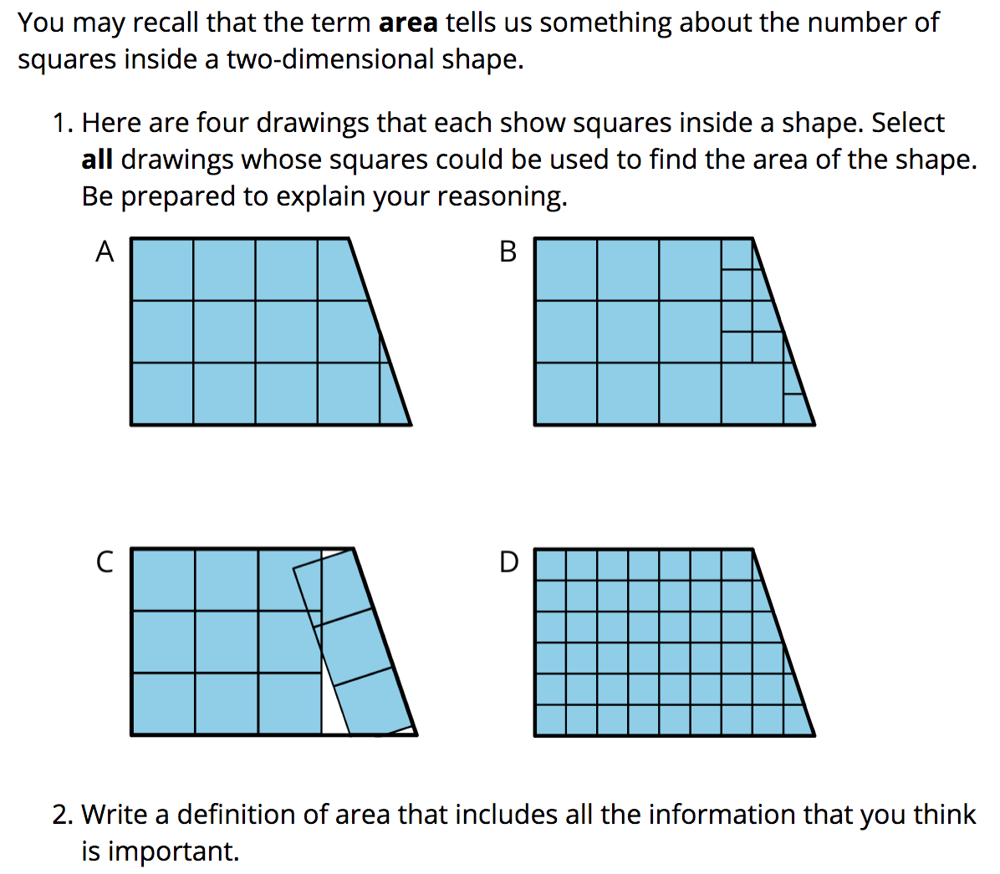 You may recall that the term area tells us something about the number of
squares inside a two-dimensional shape.
1. Here are four drawings that each show squares inside a shape. Select
all drawings whose squares could be used to find the area of the shape.
Be prepared to explain your reasoning.
A
B
C
D
2. Write a definition of area that includes all the information that you think
is important.